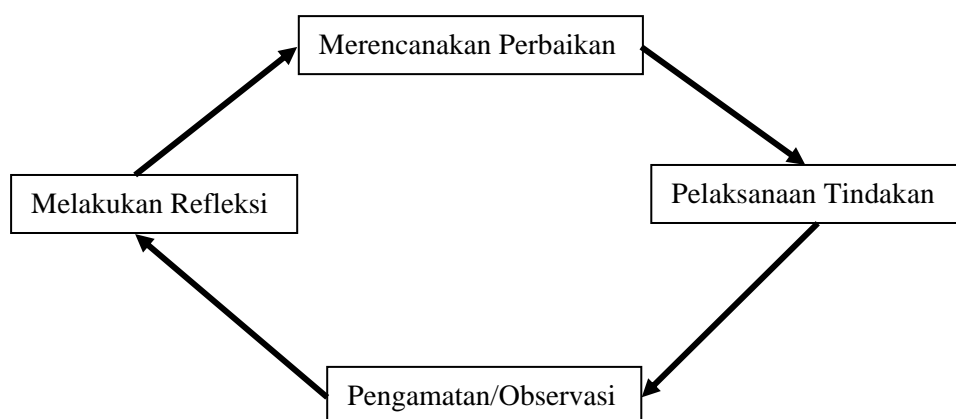 Merencanakan Perbaikan
Melakukan Refleksi
Pelaksanaan Tindakan
Pengamatan/Observasi